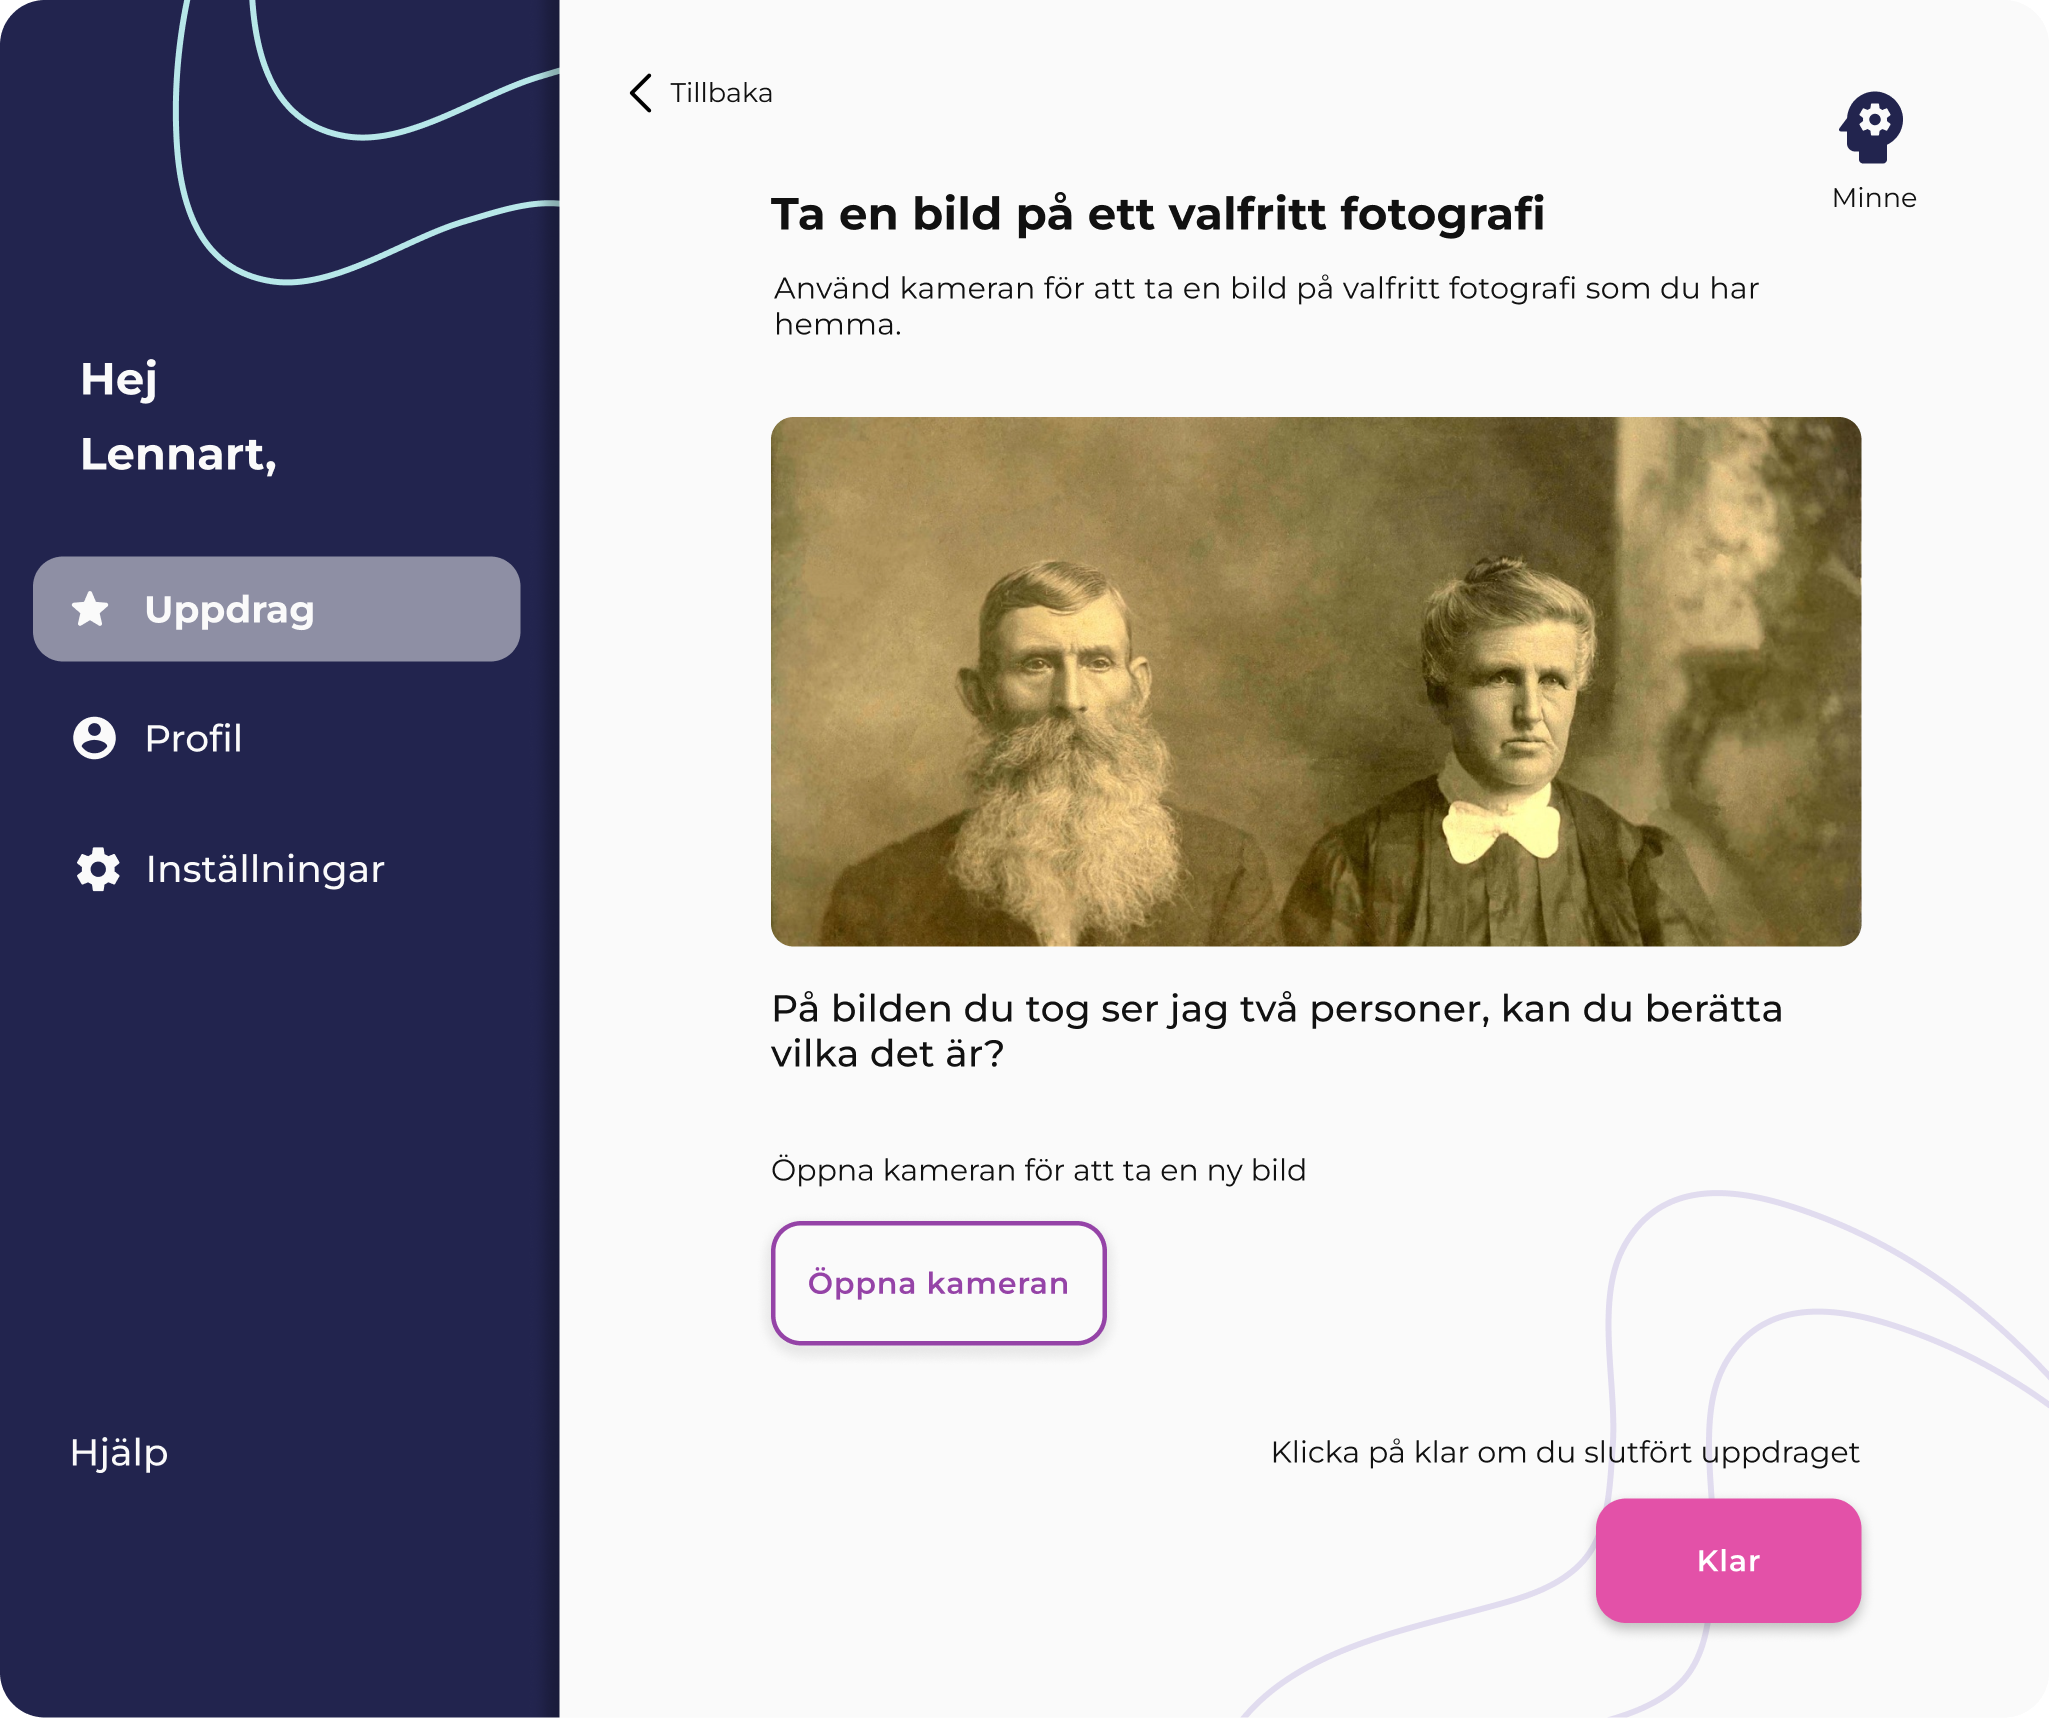 Hej
Lennart,
Uppdrag
Profil
Inställningar
Hjälp
Tillbaka
Minne
Ta en bild på ett valfritt fotografi
Använd kameran för att ta en bild på valfritt fotografi som du har
hemma.
På bilden du tog ser jag två personer, kan du berätta
vilka det är?
Öppna kameran för att ta en ny bild
Öppna kameran
Klicka på klar om du slutfört uppdraget
Klar